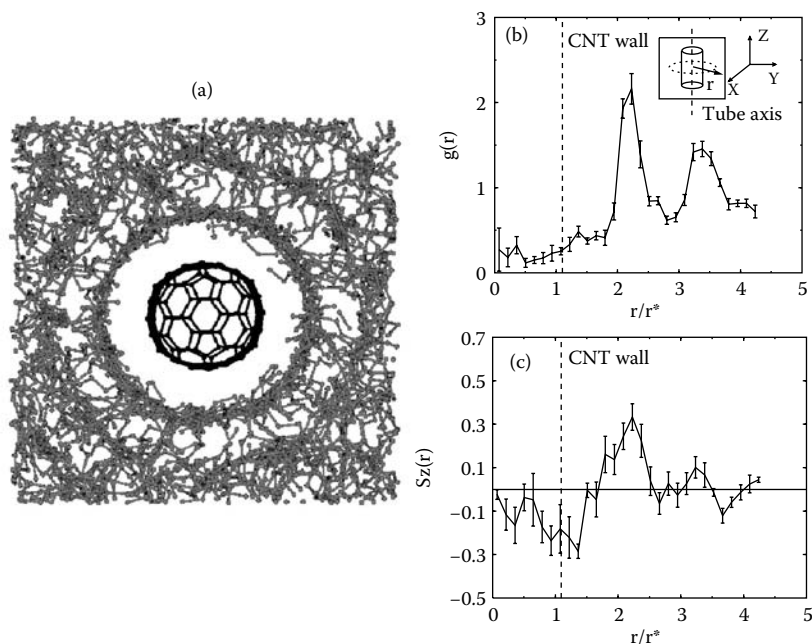 (a)
(b)
CNT wall
Z
Y
X
r
Tube axis
g(r)
3
2
1
0
0 1 2 3 4 5
r/r*
(c)
CNT wall
Sz(r)
0.7
0.5
0.3
0.1
−0.1
−0.3
−0.5
0 1 2 3 4 5
r/r*